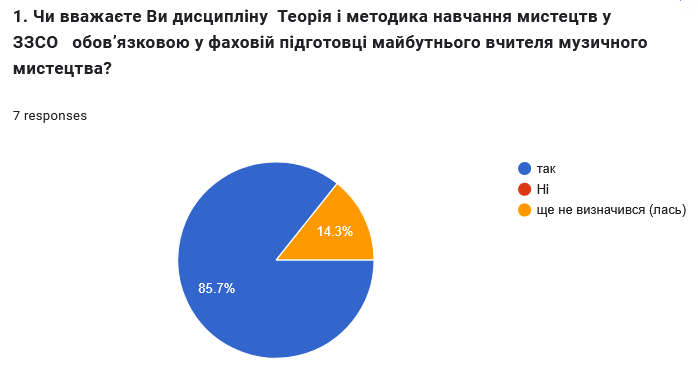 1. Чи вважаєте Ви дисципліну  Теорія і методика навчання мистецтв у
ЗЗСО   обов’язковою у фаховій підготовці майбутнього вчителя музичного
мистецтва?
7 responses
так
Ні
ще не визначився (лась)
14.3%
85.7%